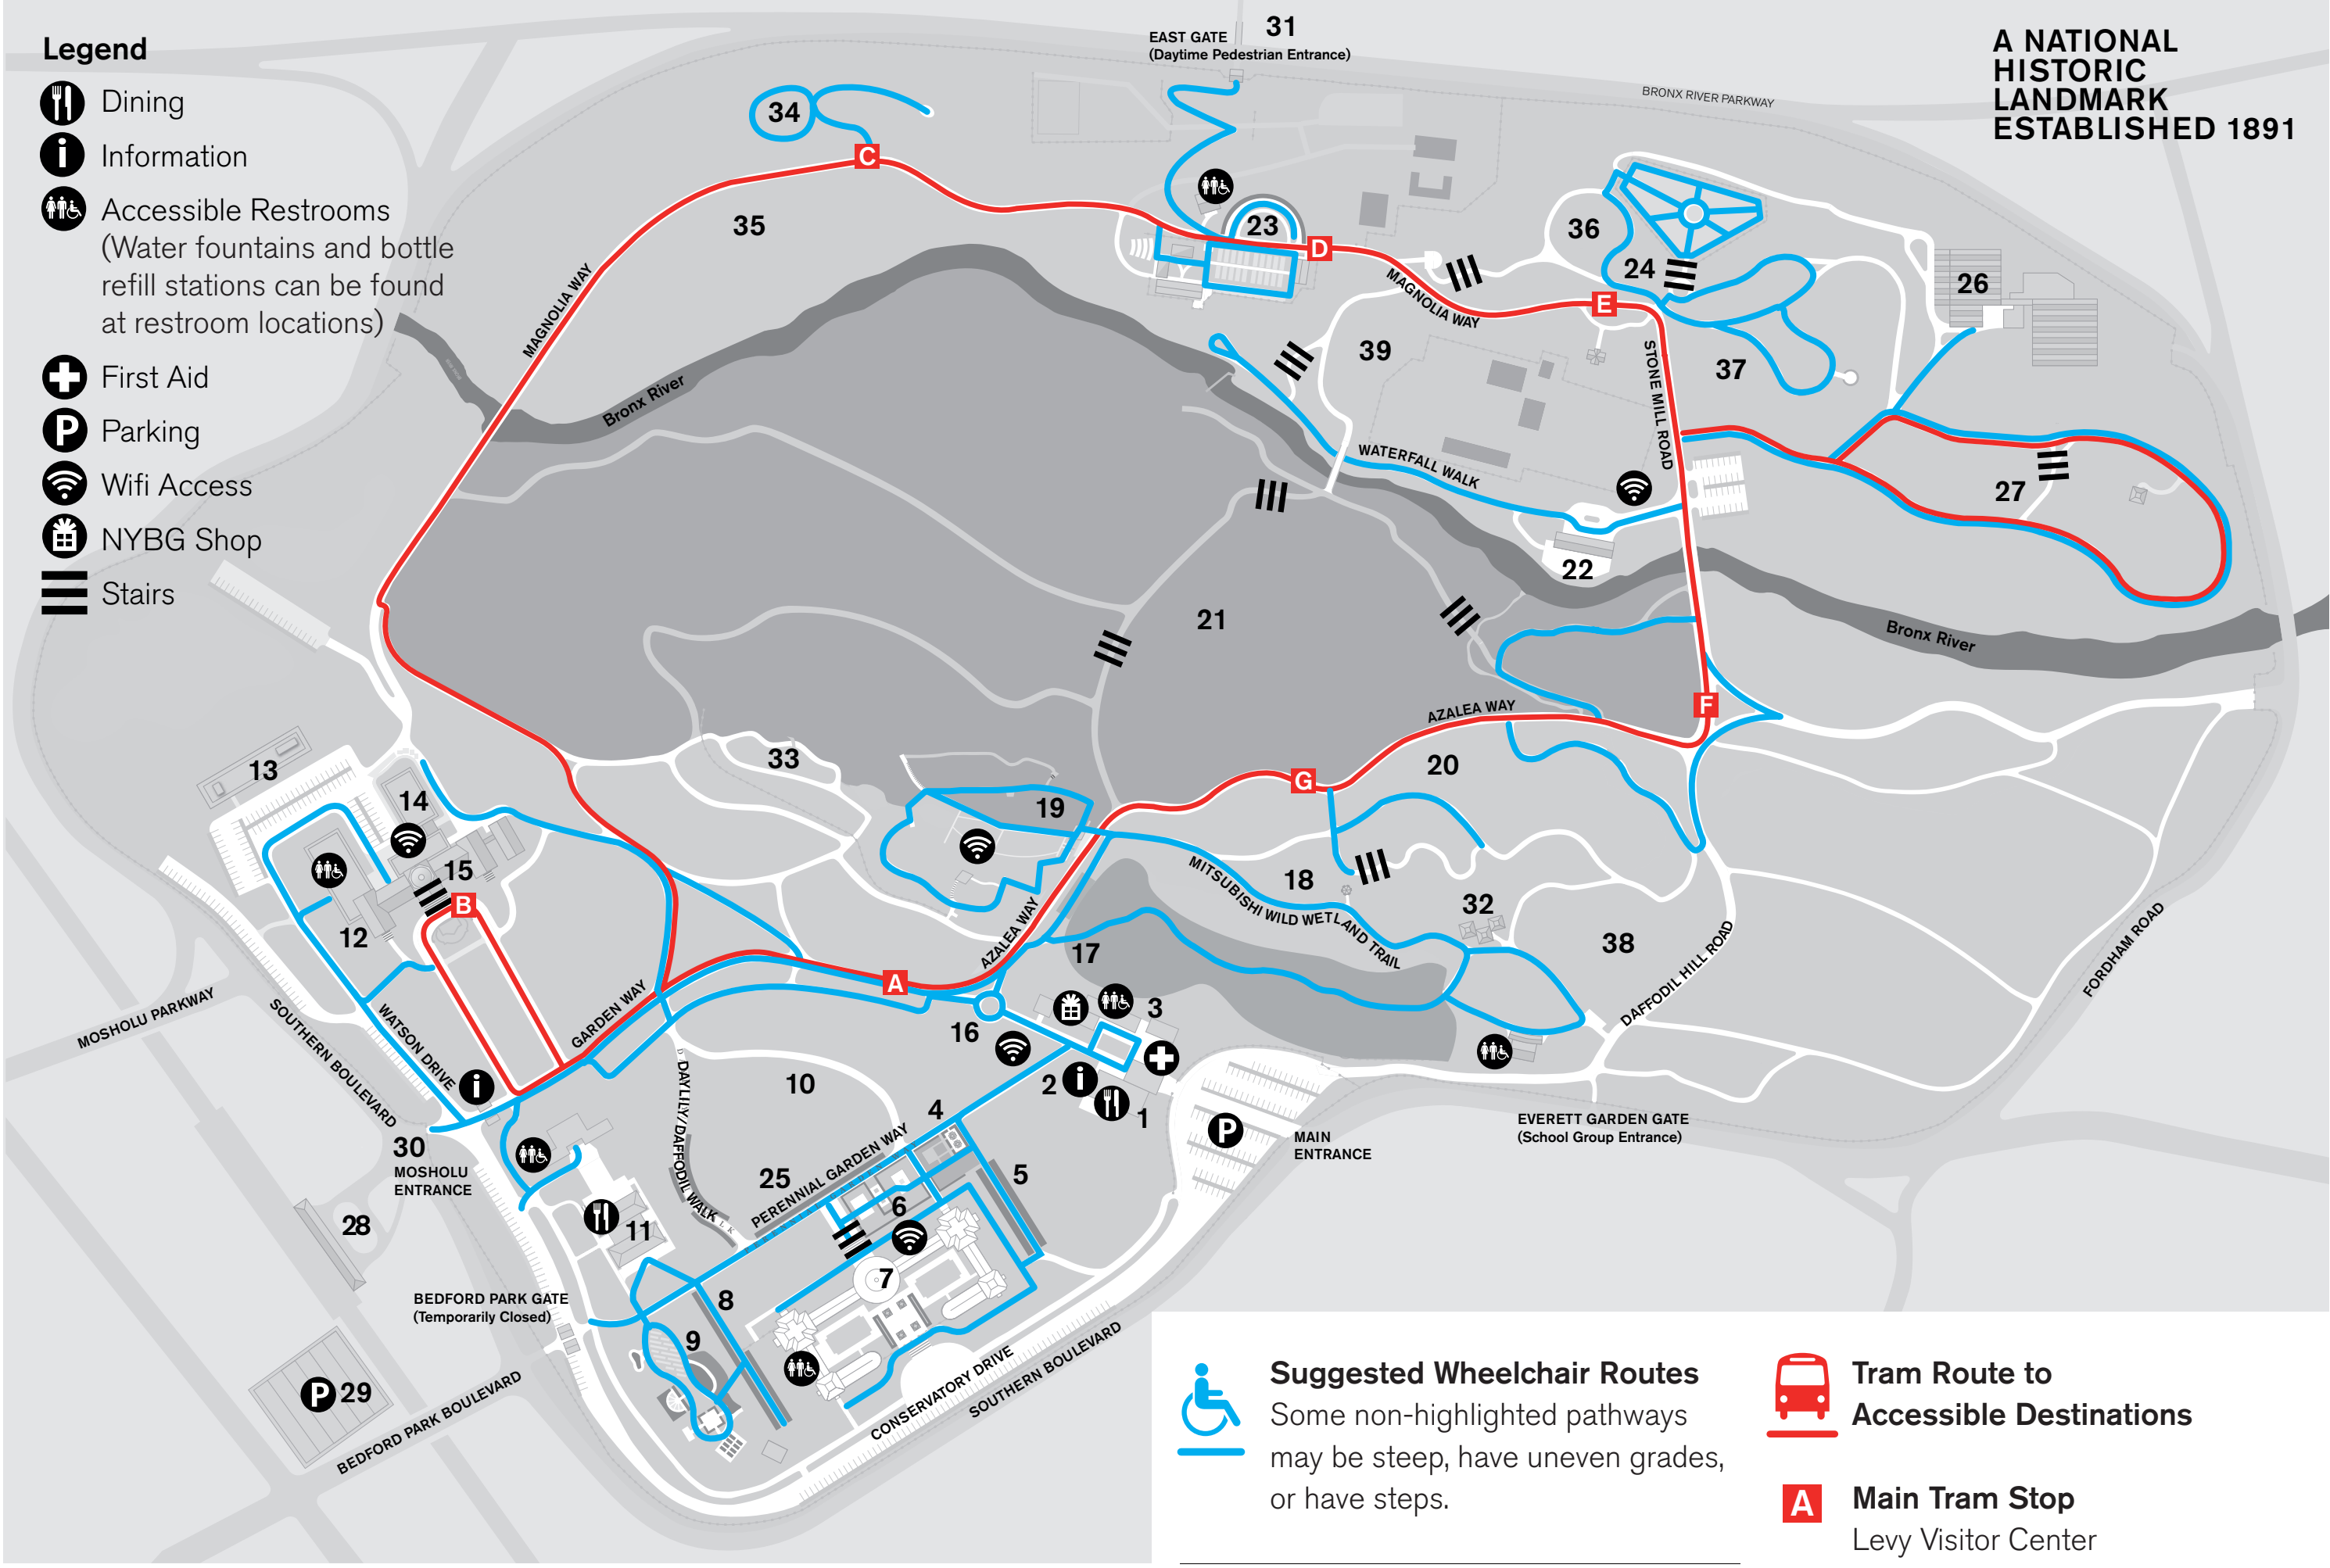 Legend
Dining
Information
Accessible Restrooms
(Water fountains and bottle
refill stations can be found
at restroom locations)
First Aid
P
Parking
Wifi Access
NYBG Shop
Stairs
EAST GATE
(Daytime Pedestrian Entrance)
31
A NATIONAL
HISTORIC
LANDMARK
ESTABLISHED 1891
BRONX RIVER PARKWAY
34
C
35
23
D
36
24
E
26
MAGNOLIA WAY
MAGNOLIA WAY
39
STONE MILL ROAD
37
Bronx River
WATERFALL WALK
27
22
21
Bronx River
F
AZALEA WAY
G
20
33
13
14
19
15
B
12
18
MITSUBISHI WILD WETLAND TRAIL
32
38
AZALEA WAY
17
A
DAFFODIL HILL ROAD
FORDHAM ROAD
MOSHOLU PARKWAY
SOUTHERN BOULEVARD
WATSON DRIVE
GARDEN WAY
16
3
2
1
10
4
DAYLILY/DAFFODIL WALK
PERENNIAL GARDEN WAY
25
5
6
P
MAIN
ENTRANCE
EVERETT GARDEN GATE
(School Group Entrance)
30
MOSHOLU
ENTRANCE
28
11
7
8
9
BEDFORD PARK GATE
(Temporarily Closed)
P
29
BEDFORD PARK BOULEVARD
CONSERVATORY DRIVE
SOUTHERN BOULEVARD
Suggested Wheelchair Routes
Some non-highlighted pathways
may be steep, have uneven grades,
or have steps.
Tram Route to
Accessible Destinations
A
Main Tram Stop
Levy Visitor Center